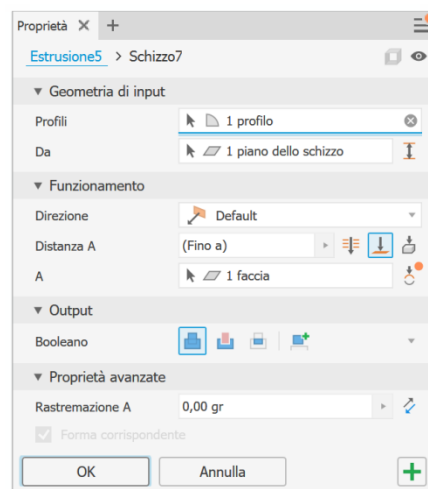 Proprietà
Estrusione5 > Schizzo7
Geometria di input
Profili 1 profilo
Da 1 piano dello schizzo
Funzionamento
Direzione Default
Distanza A (Fino a)
A 1 faccia
Output
Booleano
Proprietà avanzate
Rastremazione A 0,00 gr
Forma corrispondente
OK Annulla